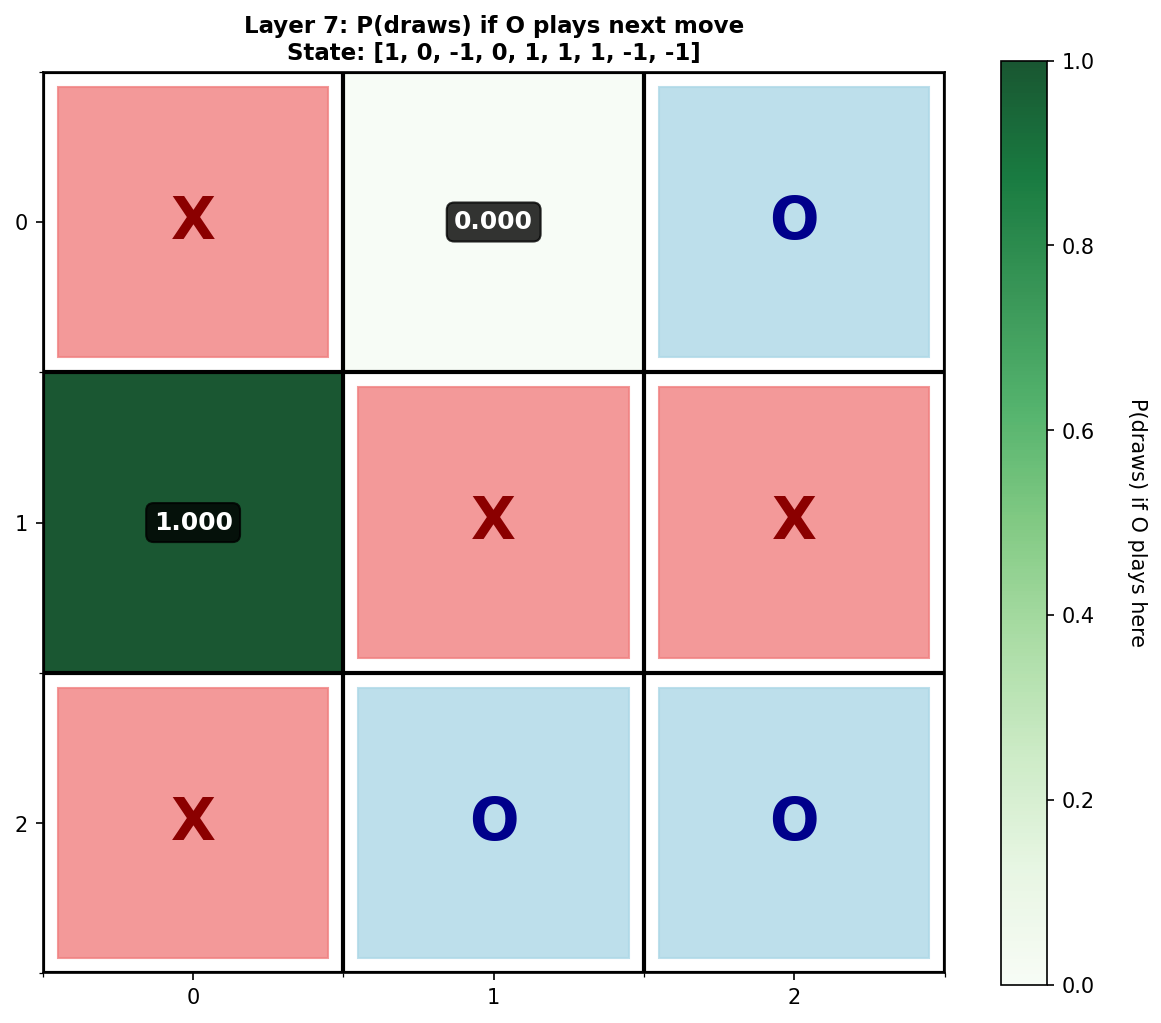 Layer 7: P(draws) if O plays next move
State: [1, 0, -1, 0, 1, 1, 1, -1, -1]
0
X
0.000
O
1
1.000
X
X
2
X
O
O
0
1
2
1.0
0.8
0.6
0.4
0.2
0.0
P(draws) if O plays here